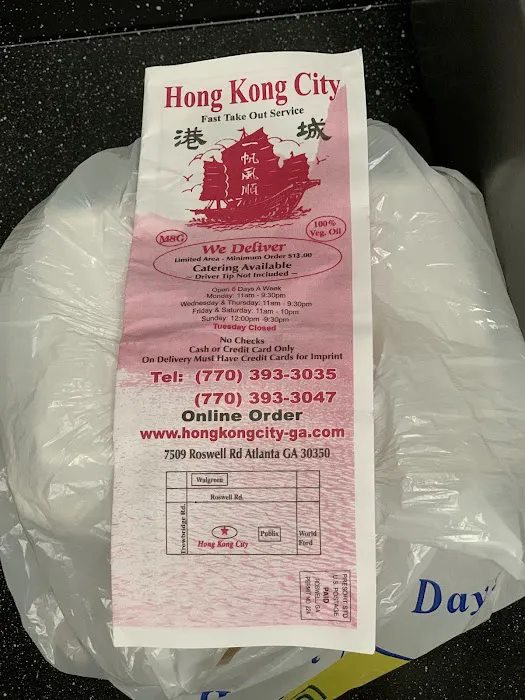 Hong Kong City
Fast Take Out Service
港 城
一帆風順
MSG
100%
Veg. Oil
We Deliver
Limited Area - Minimum Order $12.00
Catering Available
~ Driver Tip Not Included ~
Open 6 Days A Week
Monday: 11am - 9:30pm
Wednesday & Thursday: 11am - 9:30pm
Friday & Saturday: 11am - 10pm
Sunday: 12:00pm -9:30pm
Tuesday Closed
No Checks
Cash or Credit Card Only
On Delivery Must Have Credit Cards for Imprint
Tel: (770) 393-3035
(770) 393-3047
Online Order
www.hongkongcity-ga.com
7509 Roswell Rd Atlanta GA 30350
Walgreen
Roswell Rd.
Trowbridge Rd.
Hong Kong City
Publix
World
Ford
PRESORT STD
U.S. POSTAGE
PAID
ROSWELL, GA
Day